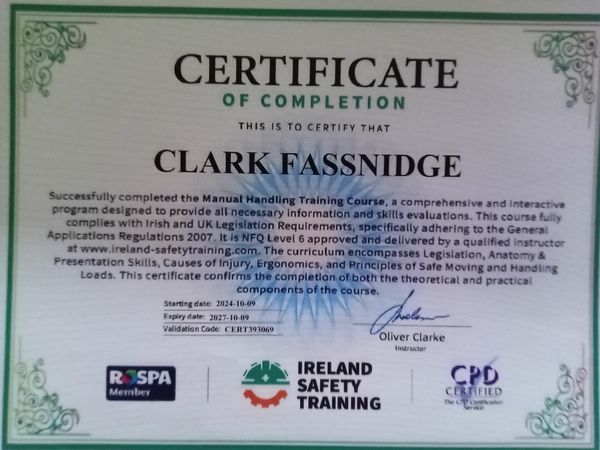 CERTIFICATE
OF COMPLETION
THIS IS TO CERTIFY THAT
CLARK FASSNIDGE
Successfully completed the Manual Handling Training Course, a comprehensive and interactive
program designed to provide all necessary information and skills evaluations. This course fully
complies with Irish and UK Legislation Requirements, specifically adhering to the General
Applications Regulations 2007. It is NFQ Level 6 approved and delivered by a qualified instructor
at www.ireland-safetytraining.com. The curriculum encompasses Legislation, Anatomy &
Presentation Skills, Causes of Injury, Ergonomics, and Principles of Safe Moving and Handling
Loads. This certificate confirms the completion of both the theoretical and practical
components of the course.
Starting date: 2024-10-09
Expiry date: 2027-10-09
Validation Code: CERT393069
Oliver Clarke
Instructor
ROSPA
Member
IRELAND
SAFETY
TRAINING
CPD
CERTIFIED
The CPD Certification
Service